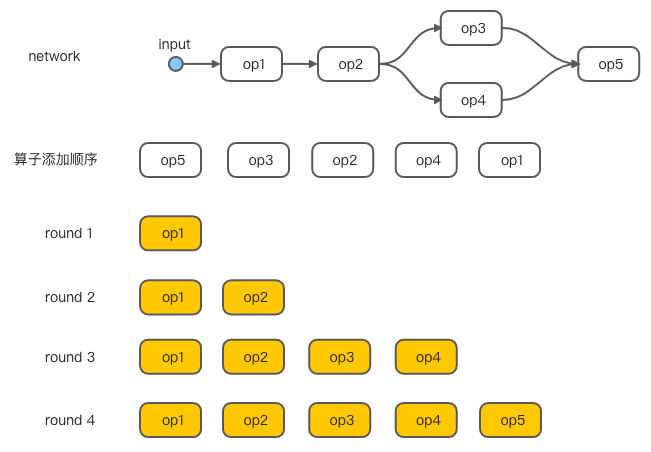 input
network
op1
op2
op3
op4
op5
算子添加顺序
op5
op3
op2
op4
op1
round 1
op1
round 2
op1
op2
round 3
op1
op2
op3
op4
round 4
op1
op2
op3
op4
op5